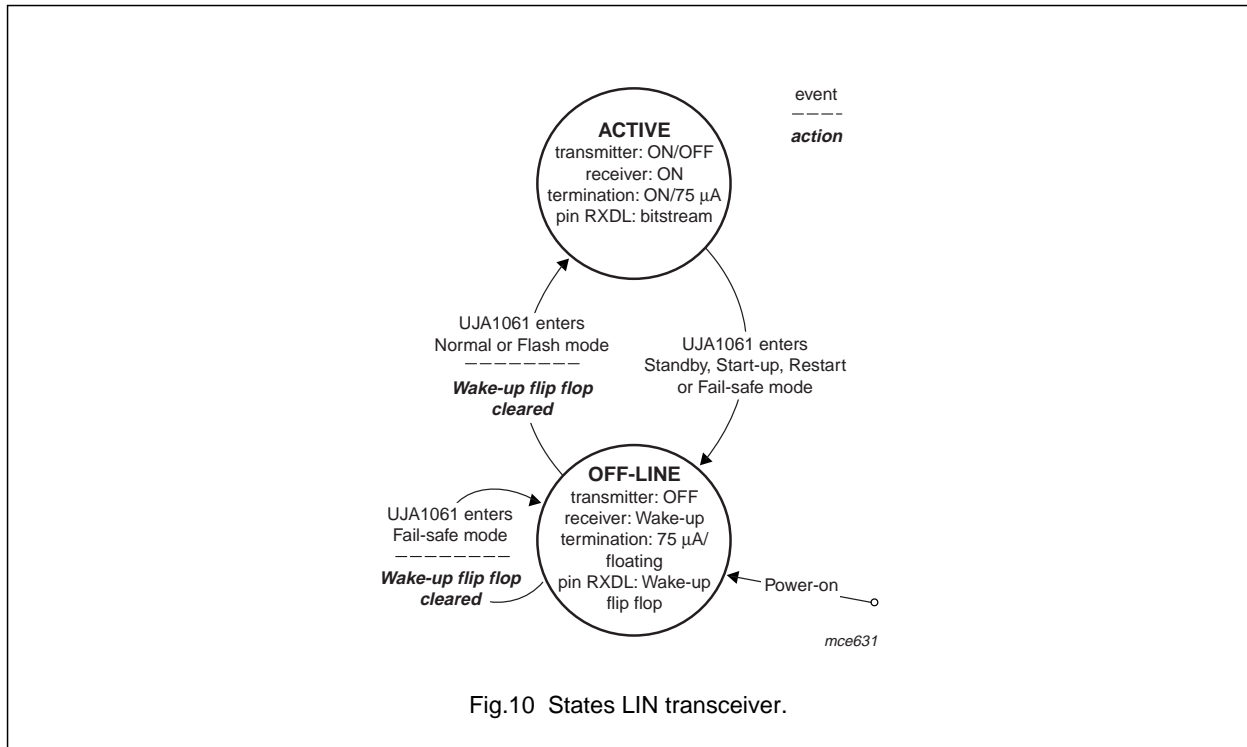 event
action
ACTIVE
transmitter: ON/OFF
receiver: ON
termination: ON/75 μA
pin RXDL: bitstream
UJA1061 enters
Normal or Flash mode
Wake-up flip flop
cleared
UJA1061 enters
Standby, Start-up, Restart
or Fail-safe mode
OFF-LINE
transmitter: OFF
receiver: Wake-up
termination: 75 μA/
floating
pin RXDL: Wake-up
flip flop
UJA1061 enters
Fail-safe mode
Wake-up flip flop
cleared
Power-on
mce631
Fig.10 States LIN transceiver.